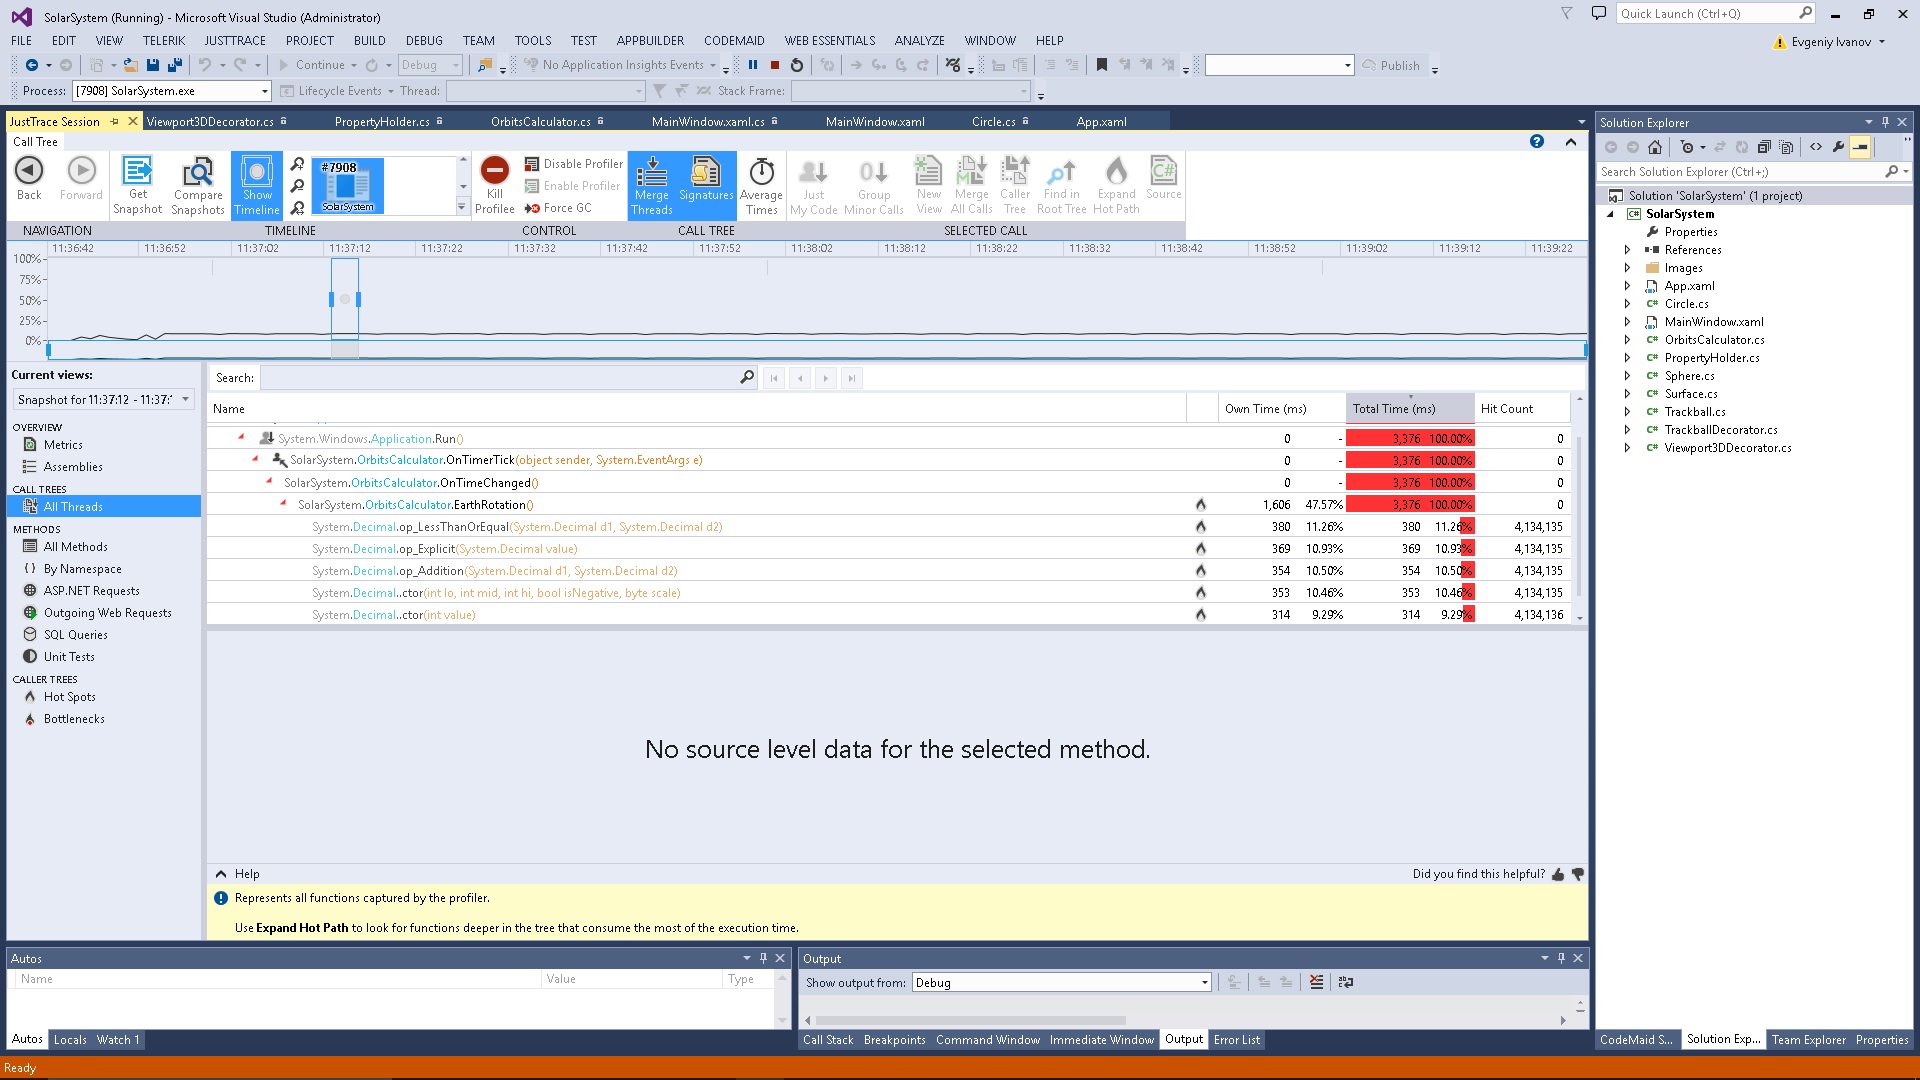 SolarSystem (Running) - Microsoft Visual Studio (Administrator)
Quick Launch (Ctrl+Q)
FILE EDIT VIEW TELERIK JUSTTRACE PROJECT BUILD DEBUG TEAM TOOLS TEST APPBUILDER CODEMAID WEB ESSENTIALS ANALYZE WINDOW HELP
Evgeniy Ivanov
Continue Debug No Application Insights Events Publish
Process: [7908] SolarSystem.exe Lifecycle Events Thread: Stack Frame:
JustTrace Session Viewport3DDecorator.cs PropertyHolder.cs OrbitsCalculator.cs MainWindow.xaml.cs MainWindow.xaml Circle.cs App.xaml
Call Tree
Back Forward Get Snapshot Compare Snapshots Show Timeline #7908 SolarSystem Kill Profilee Disable Profiler Enable Profiler Force GC Merge Threads Signatures Average Times Just My Code Group Minor Calls New View Merge All Calls Caller Tree Find in Root Tree Expand Hot Path Source
NAVIGATION TIMELINE CONTROL CALL TREE SELECTED CALL
11:36:42 11:36:52 11:37:02 11:37:12 11:37:22 11:37:32 11:37:42 11:37:52 11:38:02 11:38:12 11:38:22 11:38:32 11:38:42 11:38:52 11:39:02 11:39:12 11:39:22
100%
75%
50%
25%
0%
Current views:
Snapshot for 11:37:12 - 11:37:
OVERVIEW
Metrics
Assemblies
CALL TREES
All Threads
METHODS
All Methods
{} By Namespace
ASP.NET Requests
Outgoing Web Requests
SQL Queries
Unit Tests
CALLER TREES
Hot Spots
Bottlenecks
Search:
Name Own Time (ms) Total Time (ms) Hit Count
System.Windows.Application.Run() 0 - 3,376 100.00% 0
SolarSystem.OrbitsCalculator.OnTimerTick(object sender, System.EventArgs e) 0 - 3,376 100.00% 0
SolarSystem.OrbitsCalculator.OnTimeChanged() 0 - 3,376 100.00% 0
SolarSystem.OrbitsCalculator.EarthRotation() 1,606 47.57% 3,376 100.00% 0
System.Decimal.op_LessThanOrEqual(System.Decimal d1, System.Decimal d2) 380 11.26% 380 11.26% 4,134,135
System.Decimal.op_Explicit(System.Decimal value) 369 10.93% 369 10.93% 4,134,135
System.Decimal.op_Addition(System.Decimal d1, System.Decimal d2) 354 10.50% 354 10.50% 4,134,135
System.Decimal..ctor(int lo, int mid, int hi, bool isNegative, byte scale) 353 10.46% 353 10.46% 4,134,135
System.Decimal..ctor(int value) 314 9.29% 314 9.29% 4,134,136
No source level data for the selected method.
Help
Did you find this helpful?
Represents all functions captured by the profiler.
Use Expand Hot Path to look for functions deeper in the tree that consume the most of the execution time.
Autos
Name Value Type
Autos Locals Watch 1
Output
Show output from: Debug
Call Stack Breakpoints Command Window Immediate Window Output Error List
Solution Explorer
Search Solution Explorer (Ctrl+;)
Solution 'SolarSystem' (1 project)
C# SolarSystem
Properties
References
Images
App.xaml
C# Circle.cs
MainWindow.xaml
C# OrbitsCalculator.cs
C# PropertyHolder.cs
C# Sphere.cs
C# Surface.cs
C# Trackball.cs
C# TrackballDecorator.cs
C# Viewport3DDecorator.cs
CodeMaid S... Solution Exp... Team Explorer Properties
Ready